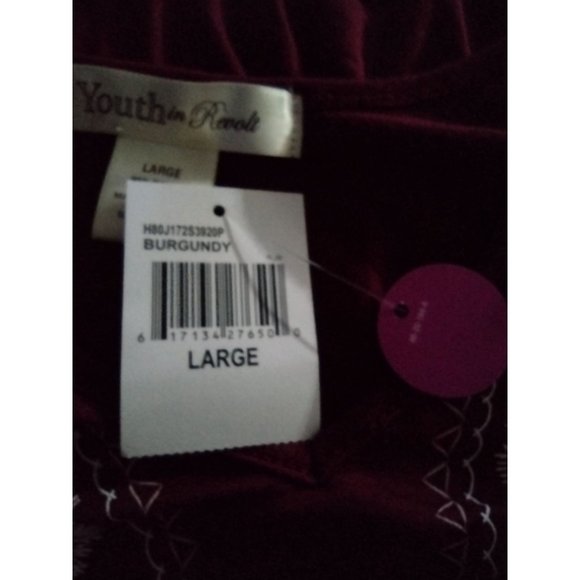 Youth in Revolt
LARGE
H80J172S3920P
BURGUNDY
6 17134 27650 0
LARGE